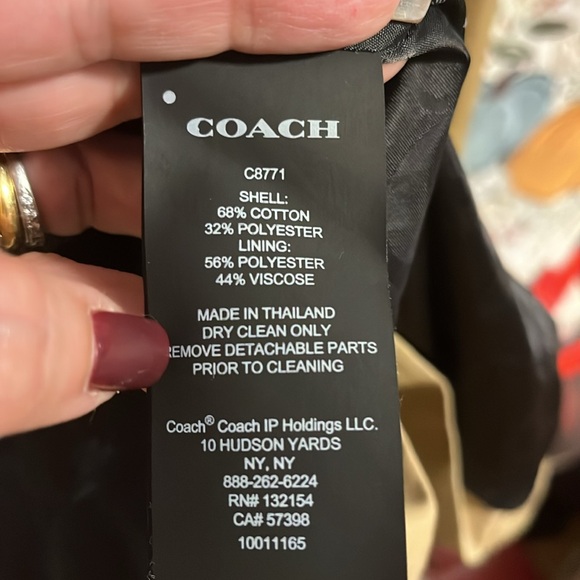 COACH
C8771
SHELL:
68% COTTON
32% POLYESTER
LINING:
56% POLYESTER
44% VISCOSE
MADE IN THAILAND
DRY CLEAN ONLY
REMOVE DETACHABLE PARTS
PRIOR TO CLEANING
Coach® Coach IP Holdings LLC.
10 HUDSON YARDS
NY, NY
888-262-6224
RN# 132154
CA# 57398
10011165